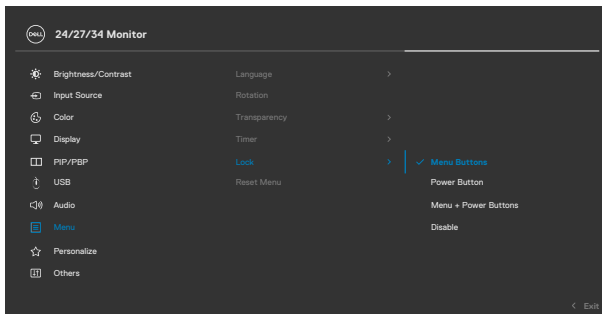 DELL 24/27/34 Monitor
Brightness/Contrast Language
Input Source Rotation
Color Transparency
Display Timer
PIP/PBP Lock Menu Buttons
USB Reset Menu Power Button
Audio Menu + Power Buttons
Menu Disable
Personalize
Others
Exit